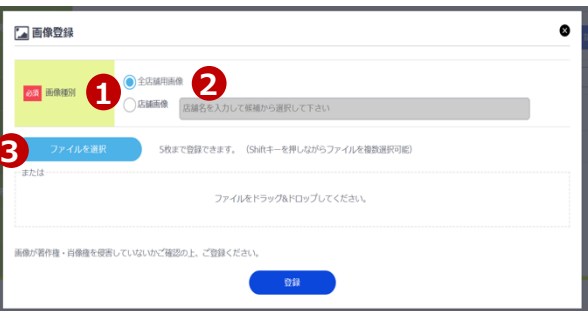 画像登録
必須 画像種別
1
全店舗用画像
2
店舗画像
店舗名を入力して候補から選択して下さい
3
ファイルを選択
5枚まで登録できます。（Shiftキーを押しながらファイルを複数選択可能）
または
ファイルをドラッグ&ドロップしてください。
画像が著作権・肖像権を侵害していないかご確認の上、ご登録ください。
登録